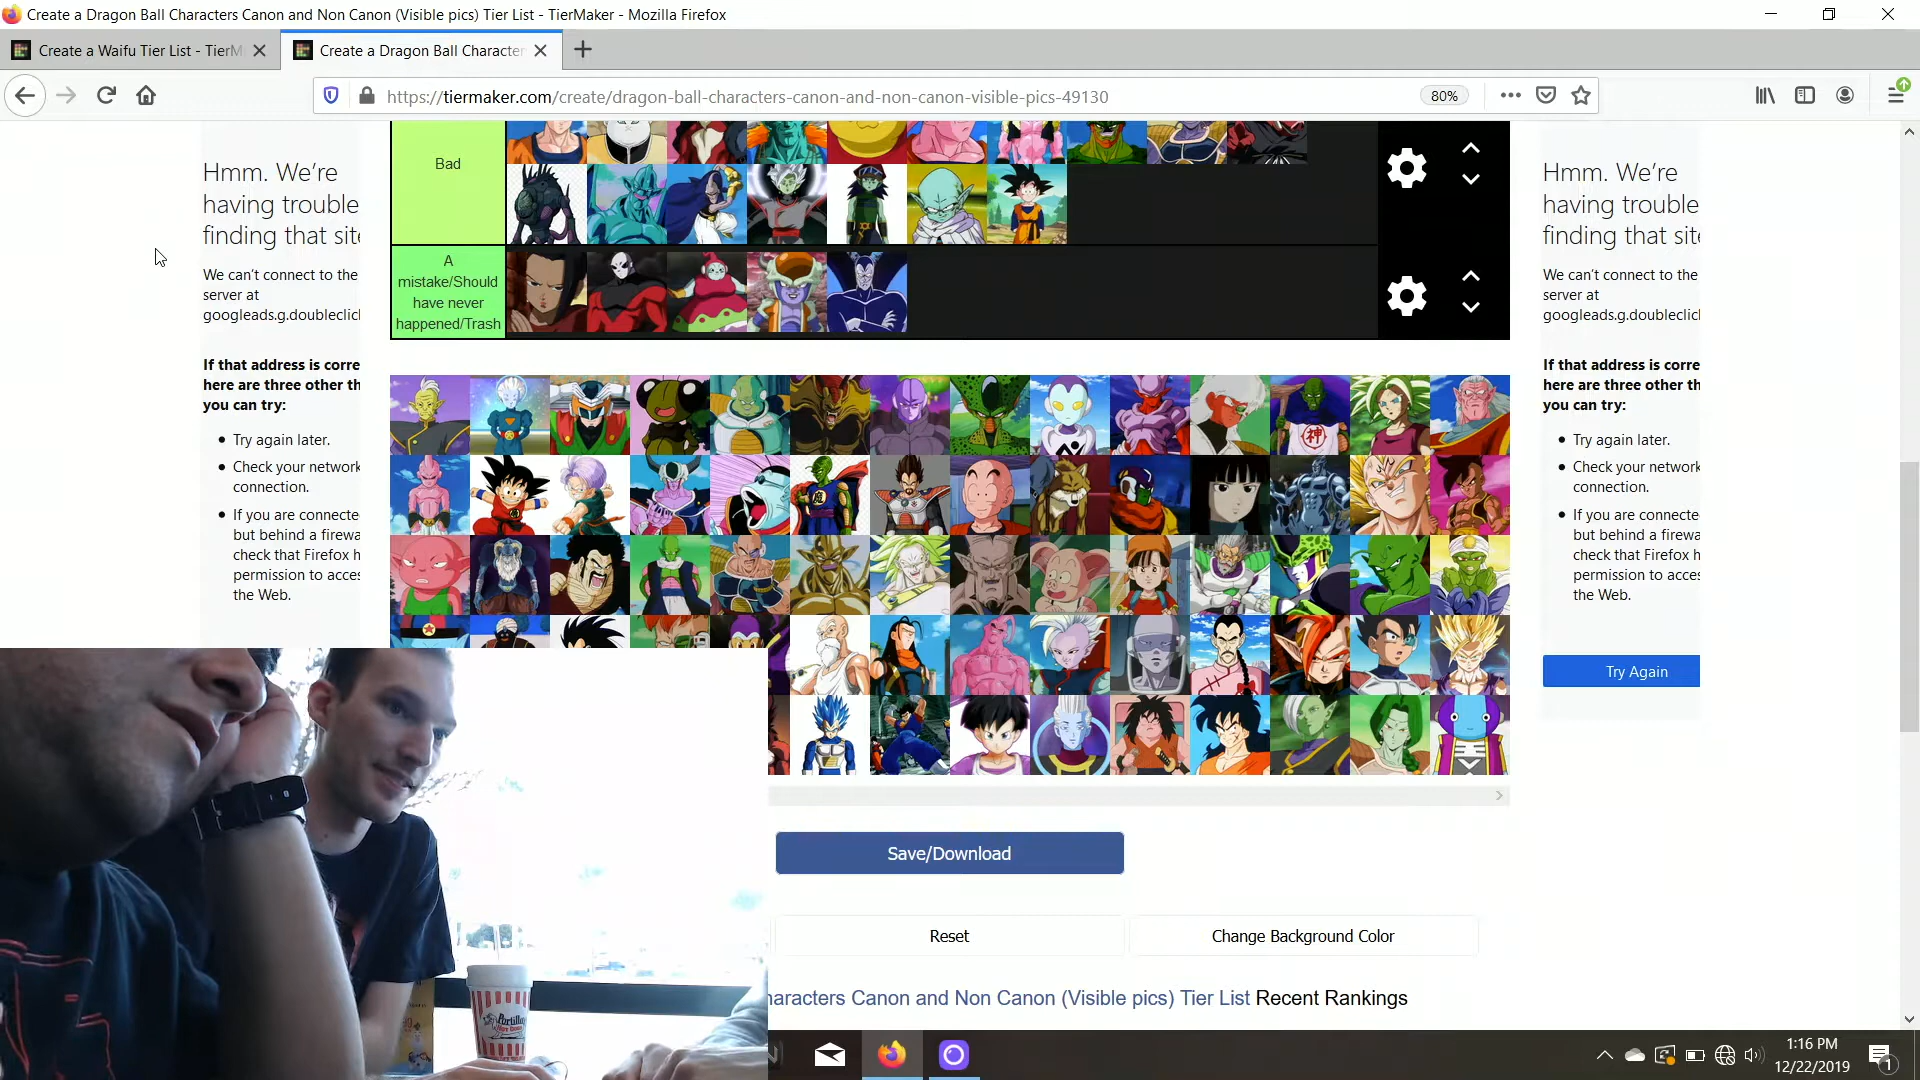 Create a Dragon Ball Characters Canon and Non Canon (Visible pics) Tier List - TierMaker - Mozilla Firefox
Create a Waifu Tier List - TierM
Create a Dragon Ball Character
https://tiermaker.com/create/dragon-ball-characters-canon-and-non-canon-visible-pics-49130
80%
Hmm. We're
having trouble
finding that site
We can't connect to the
server at
googleads.g.doubleclic
If that address is corre
here are three other th
you can try:
Try again later.
Check your network
connection.
If you are connecte
but behind a firewa
check that Firefox h
permission to acces
the Web.
Bad
A
mistake/Should
have never
happened/Trash
神
魔
Save/Download
Reset
Change Background Color
haracters Canon and Non Canon (Visible pics) Tier List Recent Rankings
Hmm. We're
having trouble
finding that site
We can't connect to the
server at
googleads.g.doubleclic
If that address is corre
here are three other th
you can try:
Try again later.
Check your network
connection.
If you are connecte
but behind a firewa
check that Firefox h
permission to acces
the Web.
Try Again
Portillo's
1:16 PM
12/22/2019
1